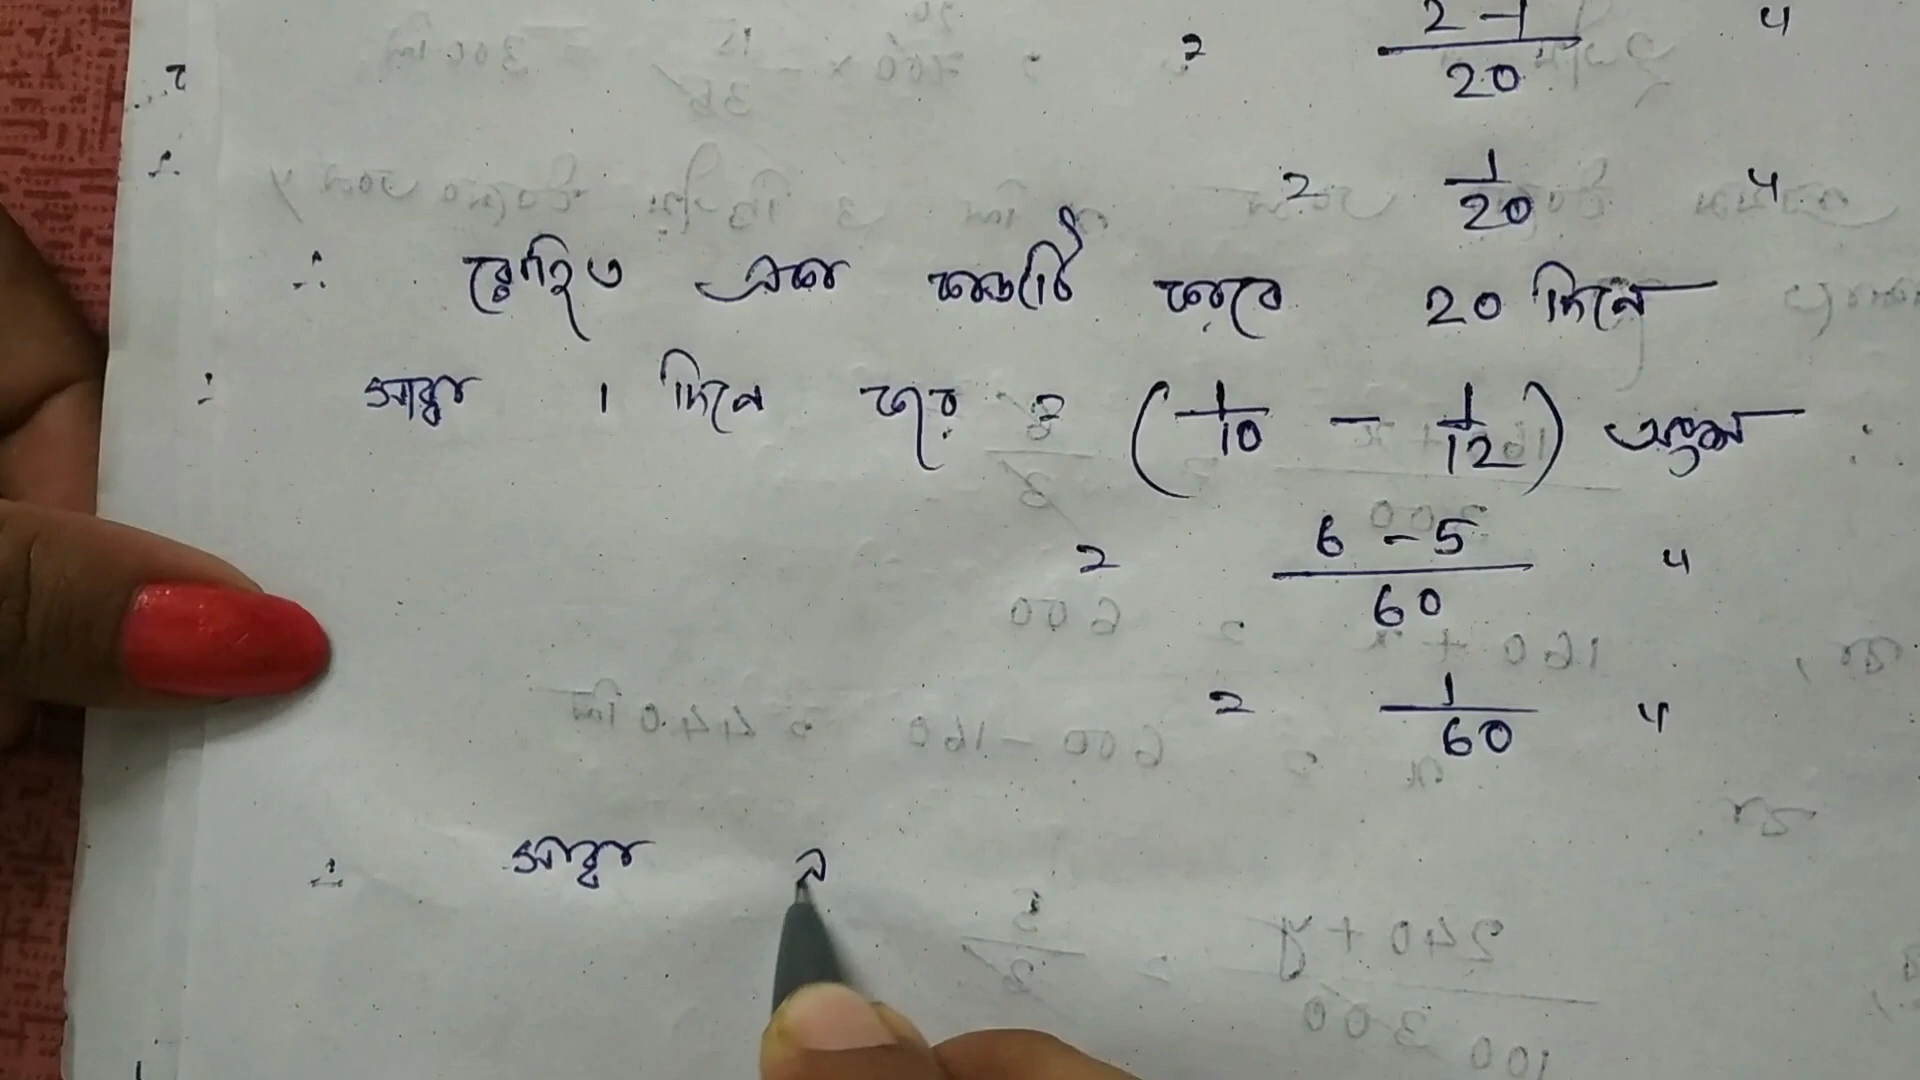 = 2-1/20 "
= 1/20 "
∴ রোহিত একা কাজটি করবে 20 দিনে
∴ 1 দিনে করে = (1/10 - 1/12) অংশ
= 6-5/60 "
= 1/60 "
∴